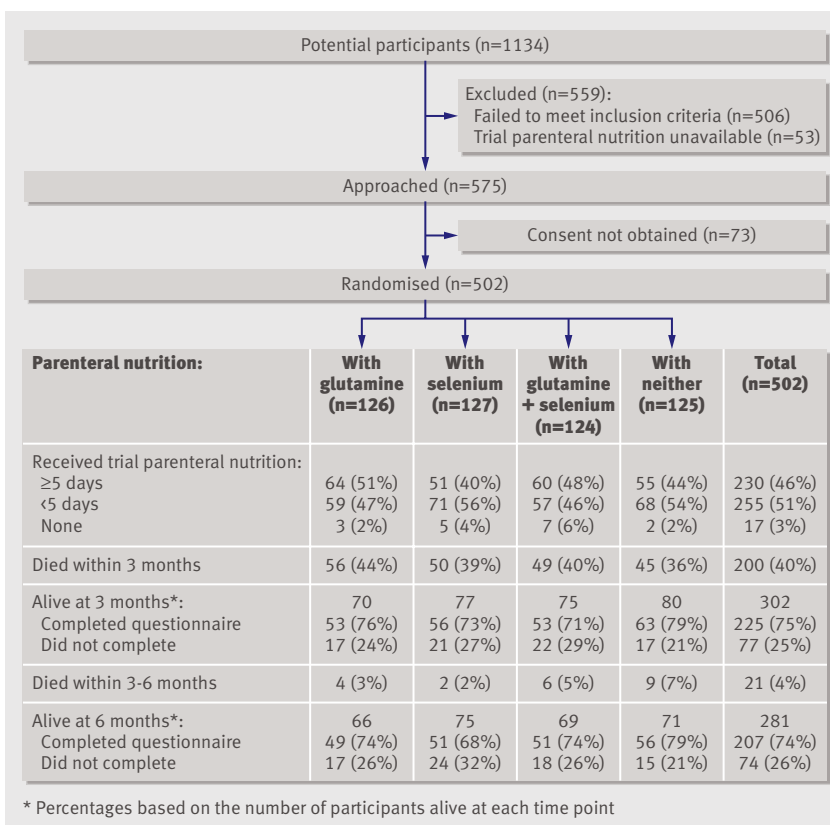 Potential participants (n=1134)
Excluded (n=559):
Failed to meet inclusion criteria (n=506)
Trial parenteral nutrition unavailable (n=53)
Approached (n=575)
Consent not obtained (n=73)
Randomised (n=502)
Parenteral nutrition: With glutamine (n=126) With selenium (n=127) With glutamine + selenium (n=124) With neither (n=125) Total (n=502)
Received trial parenteral nutrition:
≥5 days 64 (51%) 51 (40%) 60 (48%) 55 (44%) 230 (46%)
<5 days 59 (47%) 71 (56%) 57 (46%) 68 (54%) 255 (51%)
None 3 (2%) 5 (4%) 7 (6%) 2 (2%) 17 (3%)
Died within 3 months 56 (44%) 50 (39%) 49 (40%) 45 (36%) 200 (40%)
Alive at 3 months*: 70 77 75 80 302
Completed questionnaire 53 (76%) 56 (73%) 53 (71%) 63 (79%) 225 (75%)
Did not complete 17 (24%) 21 (27%) 22 (29%) 17 (21%) 77 (25%)
Died within 3-6 months 4 (3%) 2 (2%) 6 (5%) 9 (7%) 21 (4%)
Alive at 6 months*: 66 75 69 71 281
Completed questionnaire 49 (74%) 51 (68%) 51 (74%) 56 (79%) 207 (74%)
Did not complete 17 (26%) 24 (32%) 18 (26%) 15 (21%) 74 (26%)
* Percentages based on the number of participants alive at each time point